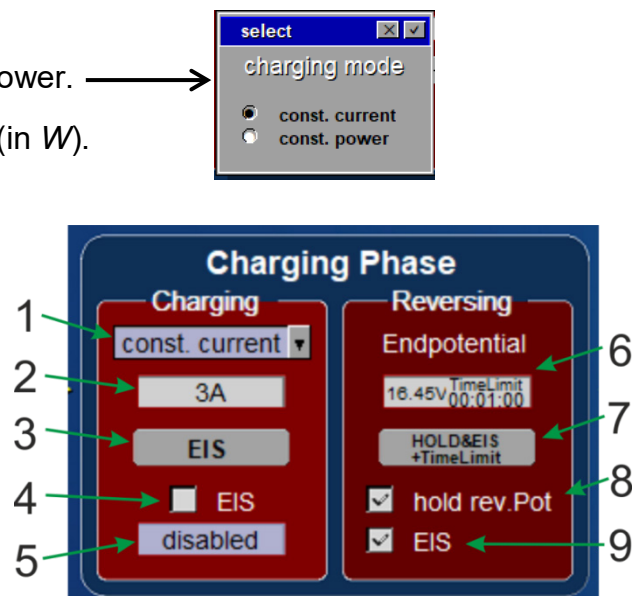 select
charging mode
ower.
const. current
const. power
(in W).
Charging Phase
Charging
1
const. current
2
3A
3
EIS
4
EIS
5
disabled
Reversing
Endpotential
6
16.45V TimeLimit
00:01:00
7
HOLD&EIS
+TimeLimit
8
hold rev.Pot
9
EIS